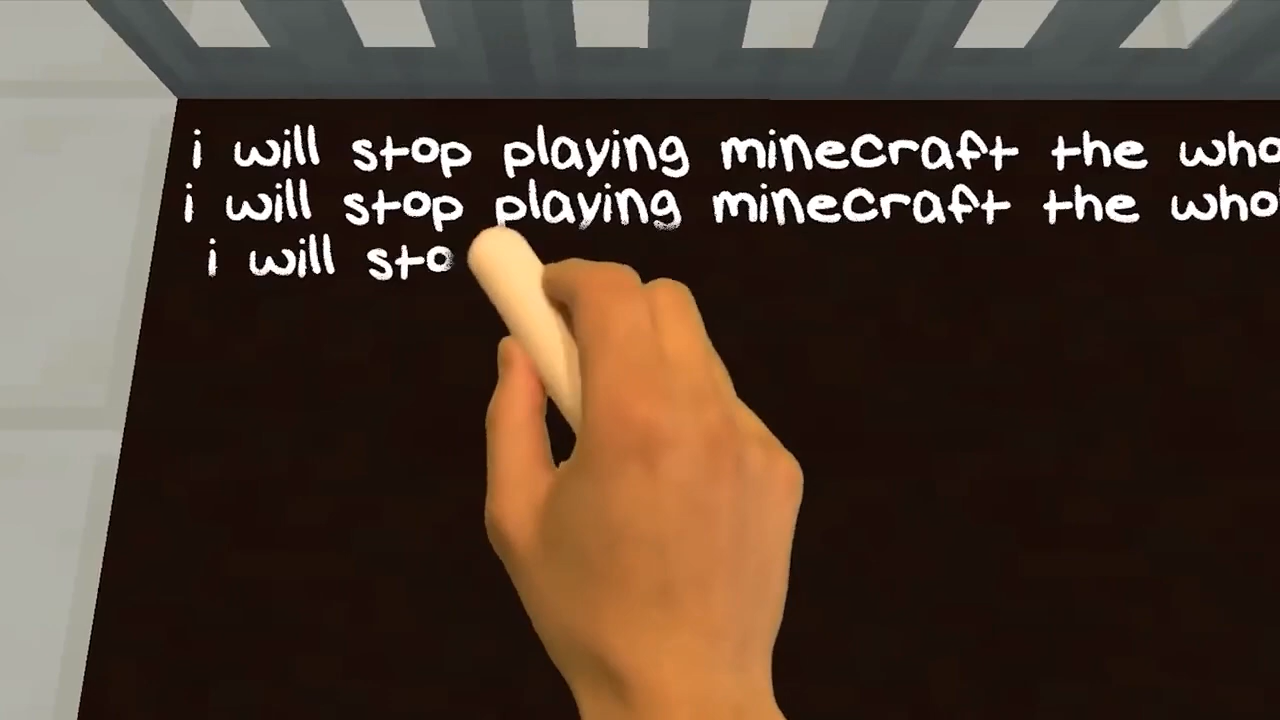 i will stop playing minecraft the who
i will stop playing minecraft the who
i will sto